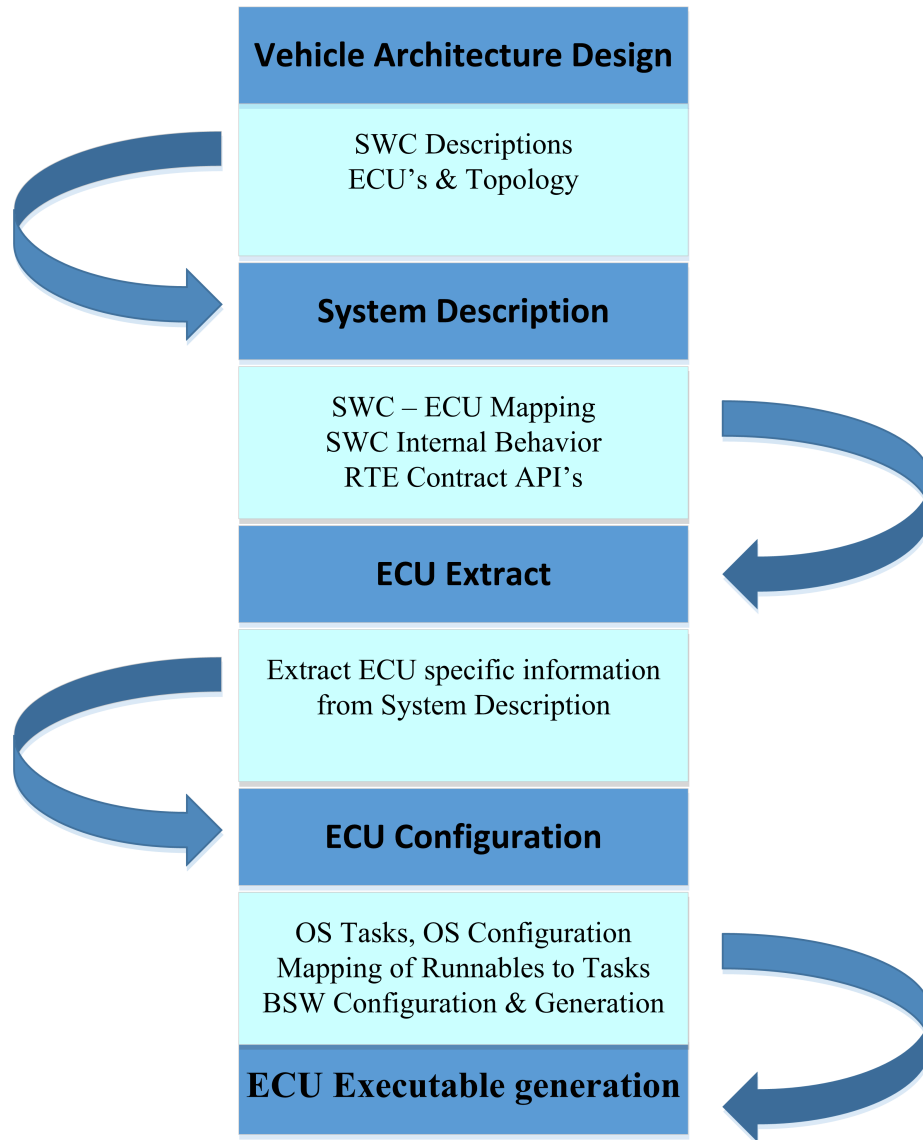 Vehicle Architecture Design
SWC Descriptions
ECU’s & Topology
System Description
SWC – ECU Mapping
SWC Internal Behavior
RTE Contract API’s
ECU Extract
Extract ECU specific information
from System Description
ECU Configuration
OS Tasks, OS Configuration
Mapping of Runnables to Tasks
BSW Configuration & Generation
ECU Executable generation